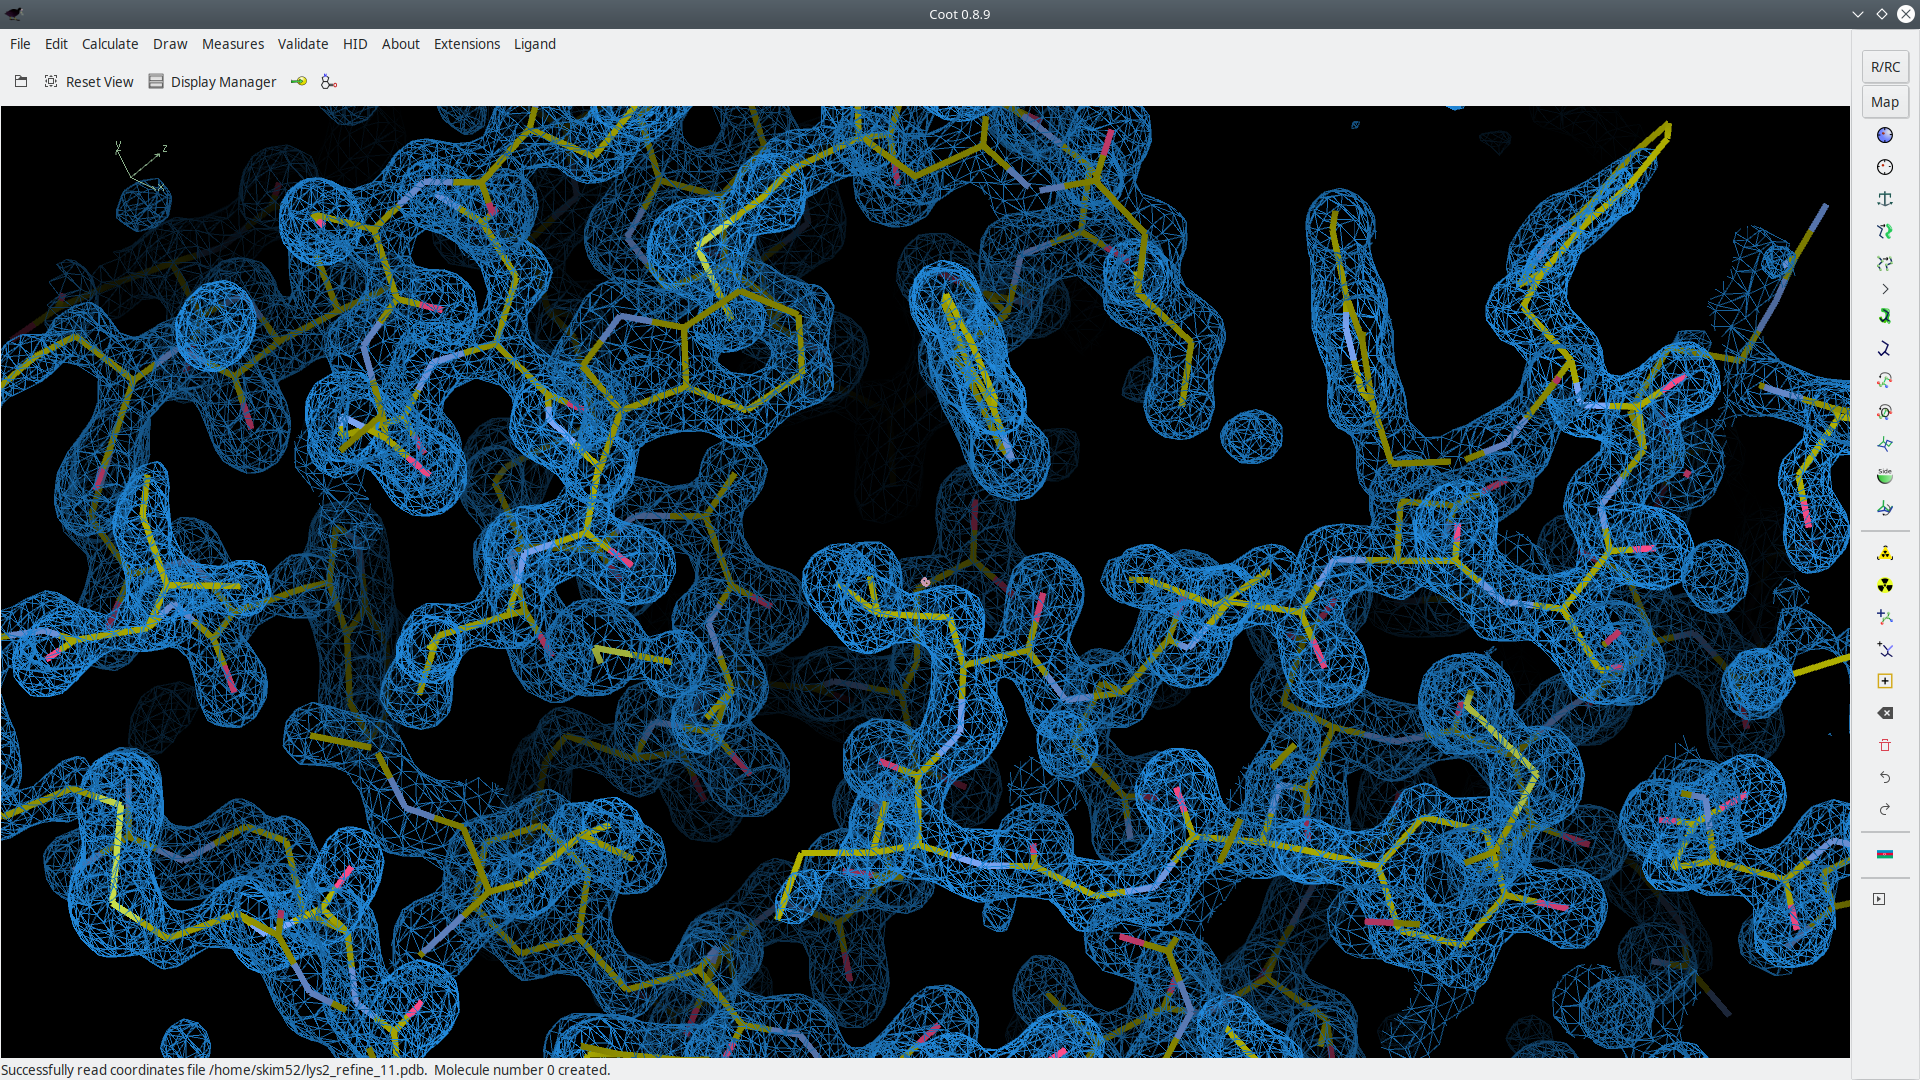 Coot 0.8.9
File Edit Calculate Draw Measures Validate HID About Extensions Ligand
Reset View Display Manager
R/RC
Map
y
z
x
Side
Successfully read coordinates file /home/skim52/lys2_refine_11.pdb. Molecule number 0 created.